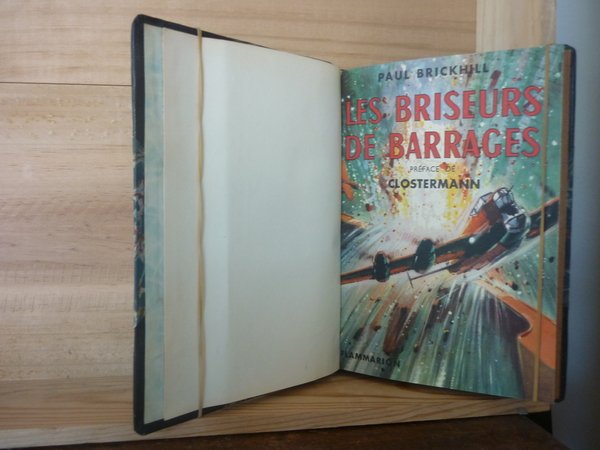 PAUL BRICKHILL
LES BRISEURS
DE BARRAGES
PRÉFACE DE
CLOSTERMANN
FLAMMARION